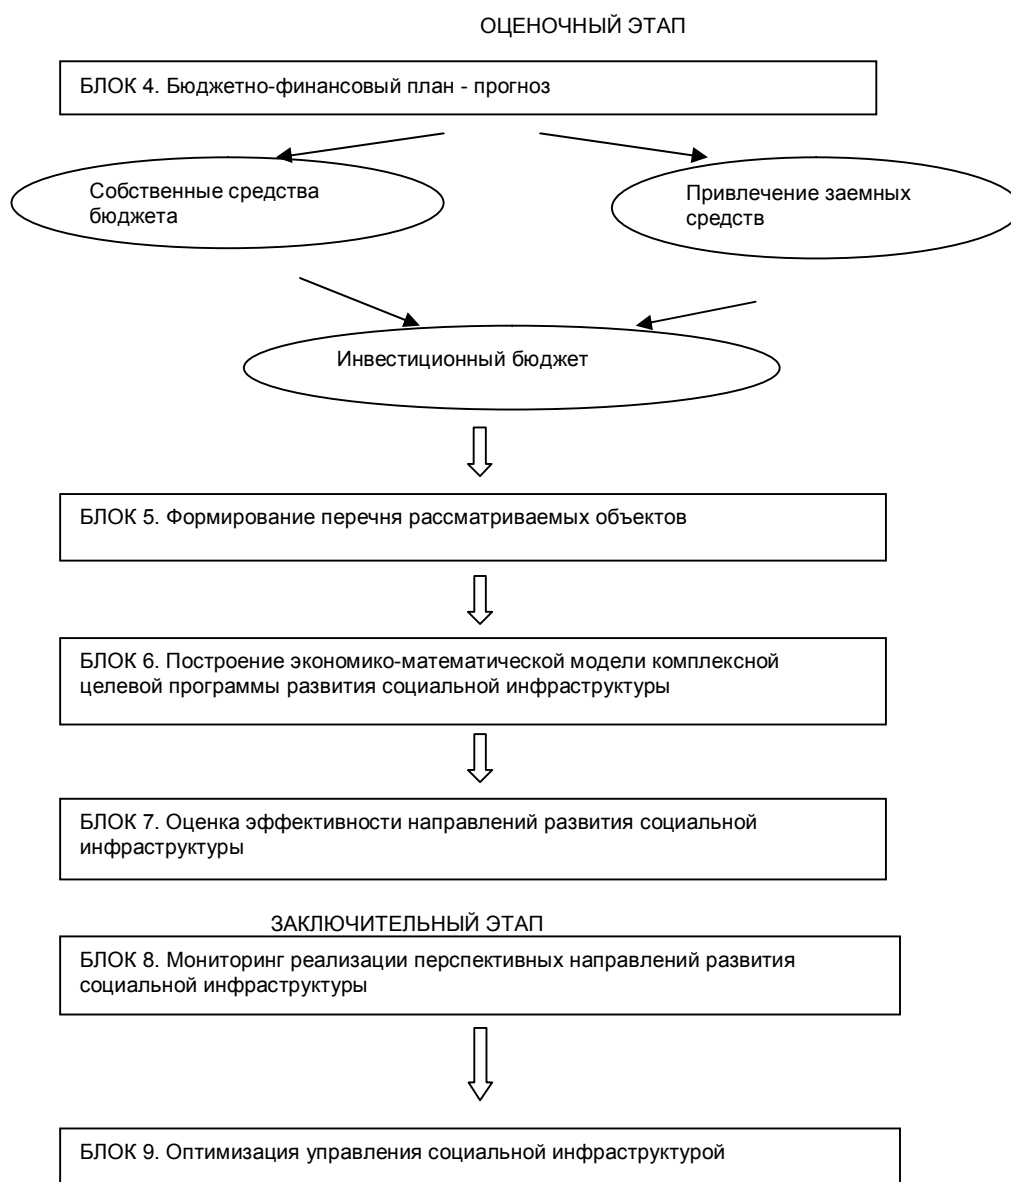 ОЦЕНОЧНЫЙ ЭТАП
БЛОК 4. Бюджетно-финансовый план - прогноз
Собственные средства
бюджета
Привлечение заемных
средств
Инвестиционный бюджет
БЛОК 5. Формирование перечня рассматриваемых объектов
БЛОК 6. Построение экономико-математической модели комплексной
целевой программы развития социальной инфраструктуры
БЛОК 7. Оценка эффективности направлений развития социальной
инфраструктуры
ЗАКЛЮЧИТЕЛЬНЫЙ ЭТАП
БЛОК 8. Мониторинг реализации перспективных направлений развития
социальной инфраструктуры
БЛОК 9. Оптимизация управления социальной инфраструктурой